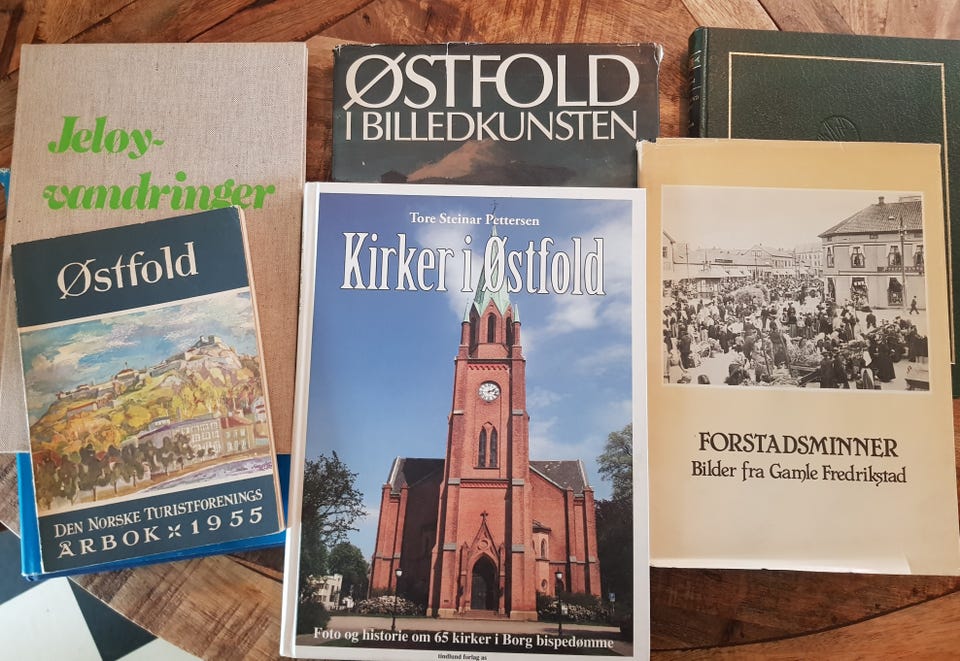 Jeløy-
vandringer
ØSTFOLD
I BILLEDKUNSTEN
Østfold
DEN NORSKE TURISTFORENINGS
ÅRBOK 1955
Tore Steinar Pettersen
Kirker i Østfold
Foto og historie om 65 kirker i Borg bispedømme
tindlund forlag as
FORSTADSMINNER
Bilder fra Gamle Fredrikstad